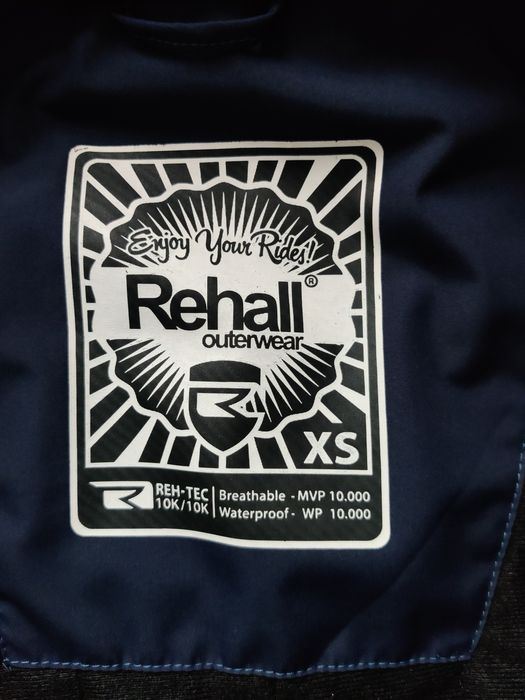 Enjoy Your Rides!
Rehall®
outerwear
R
XS
R REH-TEC
10K/10K
Breathable - MVP 10.000
Waterproof - WP 10.000